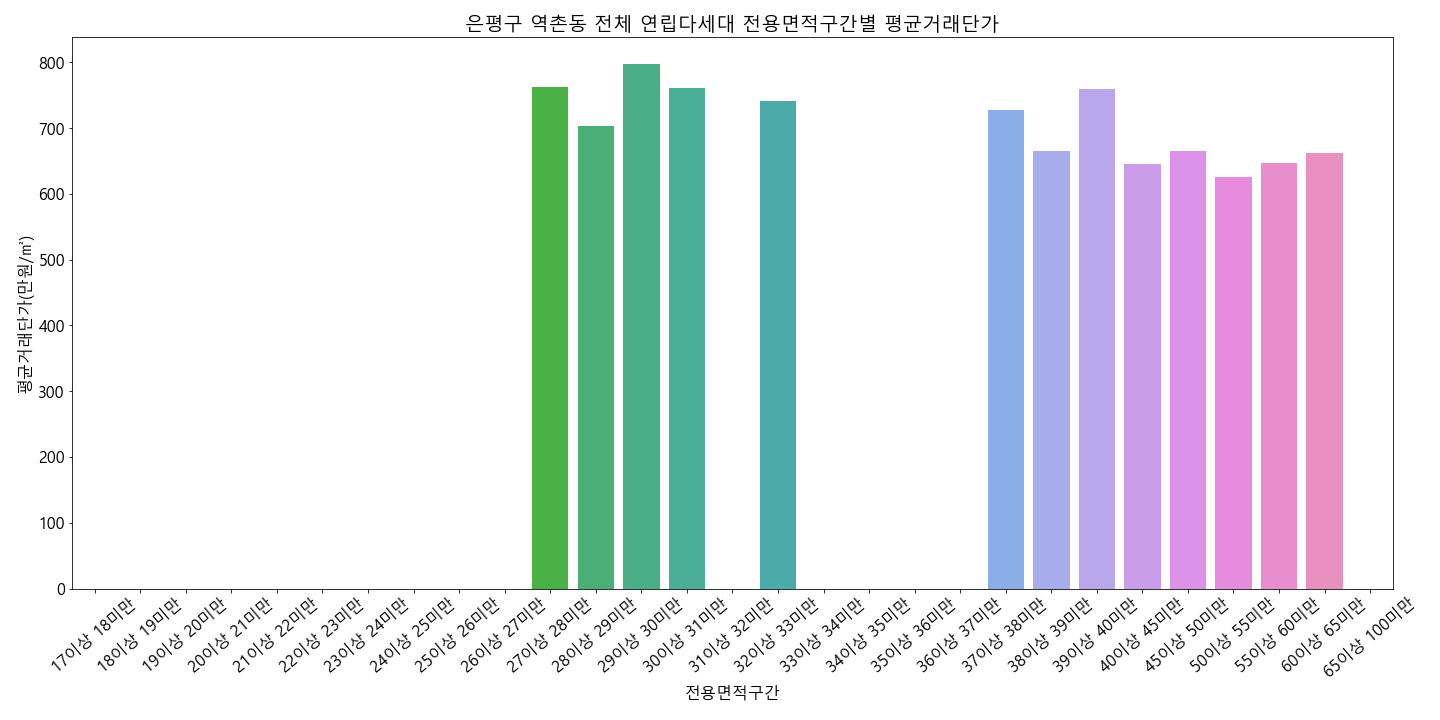 은평구 역촌동 전체 연립다세대 전용면적구간별 평균거래단가
평균거래단가(만원/㎡)
800
700
600
500
400
300
200
100
0
17이상 18미만
18이상 19미만
19이상 20미만
20이상 21미만
21이상 22미만
22이상 23미만
23이상 24미만
24이상 25미만
25이상 26미만
26이상 27미만
27이상 28미만
27이상 29미만
28이상 30미만
29이상 31미만
30이상 31미만
31이상 32미만
32이상 33미만
33이상 34미만
34이상 35미만
35이상 36미만
36이상 37미만
37이상 38미만
38이상 39미만
39이상 40미만
40이상 45미만
45이상 50미만
50이상 55미만
55이상 60미만
60이상 65미만
65이상 100미만
전용면적구간